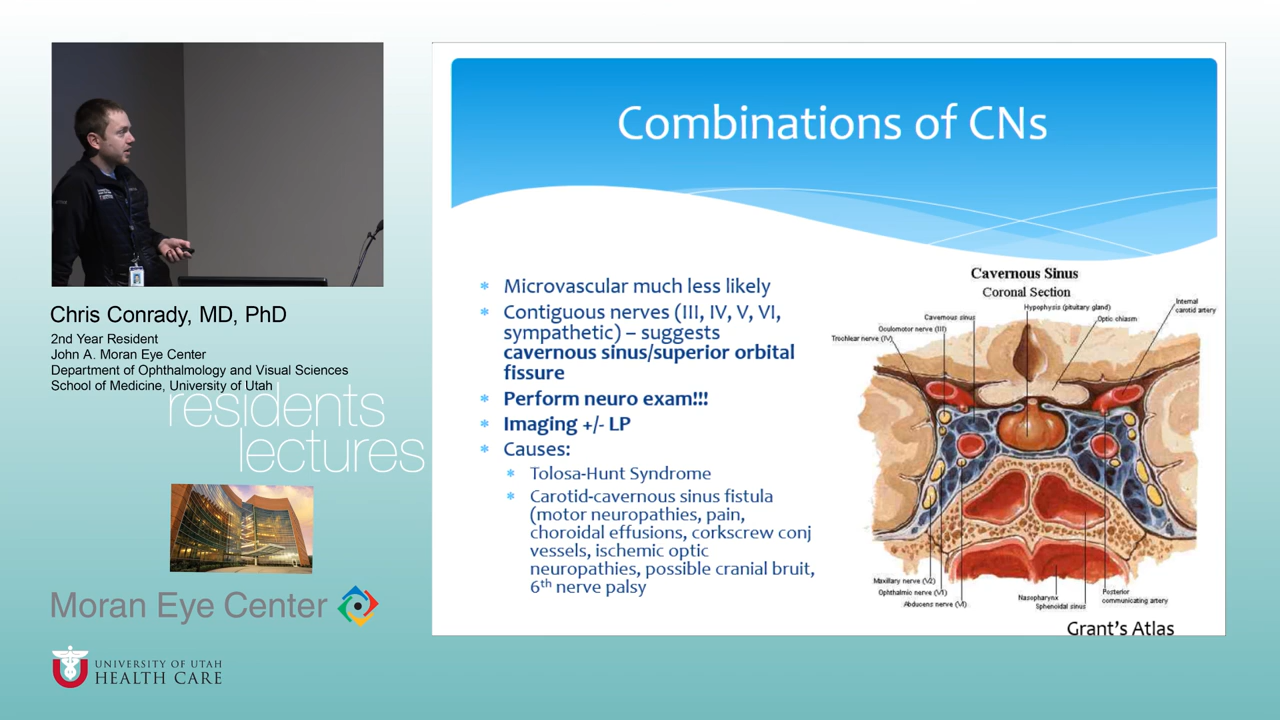 Combinations of CNs
Microvascular much less likely
Contiguous nerves (III, IV, V, VI,
sympathetic) – suggests
cavernous sinus/superior orbital
fissure
Perform neuro exam!!!
Imaging +/- LP
Causes:
Tolosa-Hunt Syndrome
Carotid-cavernous sinus fistula
(motor neuropathies, pain,
choroidal effusions, corkscrew conj
vessels, ischemic optic
neuropathies, possible cranial bruit,
6th nerve palsy
Cavernous Sinus
Coronal Section
Hypophysis (pituitary gland)
Internal
carotid artery
Cavernous sinus
Optic chiasm
Oculomotor nerve (III)
Trochlear nerve (IV)
Maxillary nerve (V2)
Ophthalmic nerve (V1)
Abducens nerve (VI)
Nasopharynx
Sphenoidal sinus
Posterior
communicating artery
Grant's Atlas
Chris Conrady, MD, PhD
2nd Year Resident
John A. Moran Eye Center
Department of Ophthalmology and Visual Sciences
School of Medicine, University of Utah
residents
lectures
Moran Eye Center
UNIVERSITY OF UTAH
HEALTH CARE